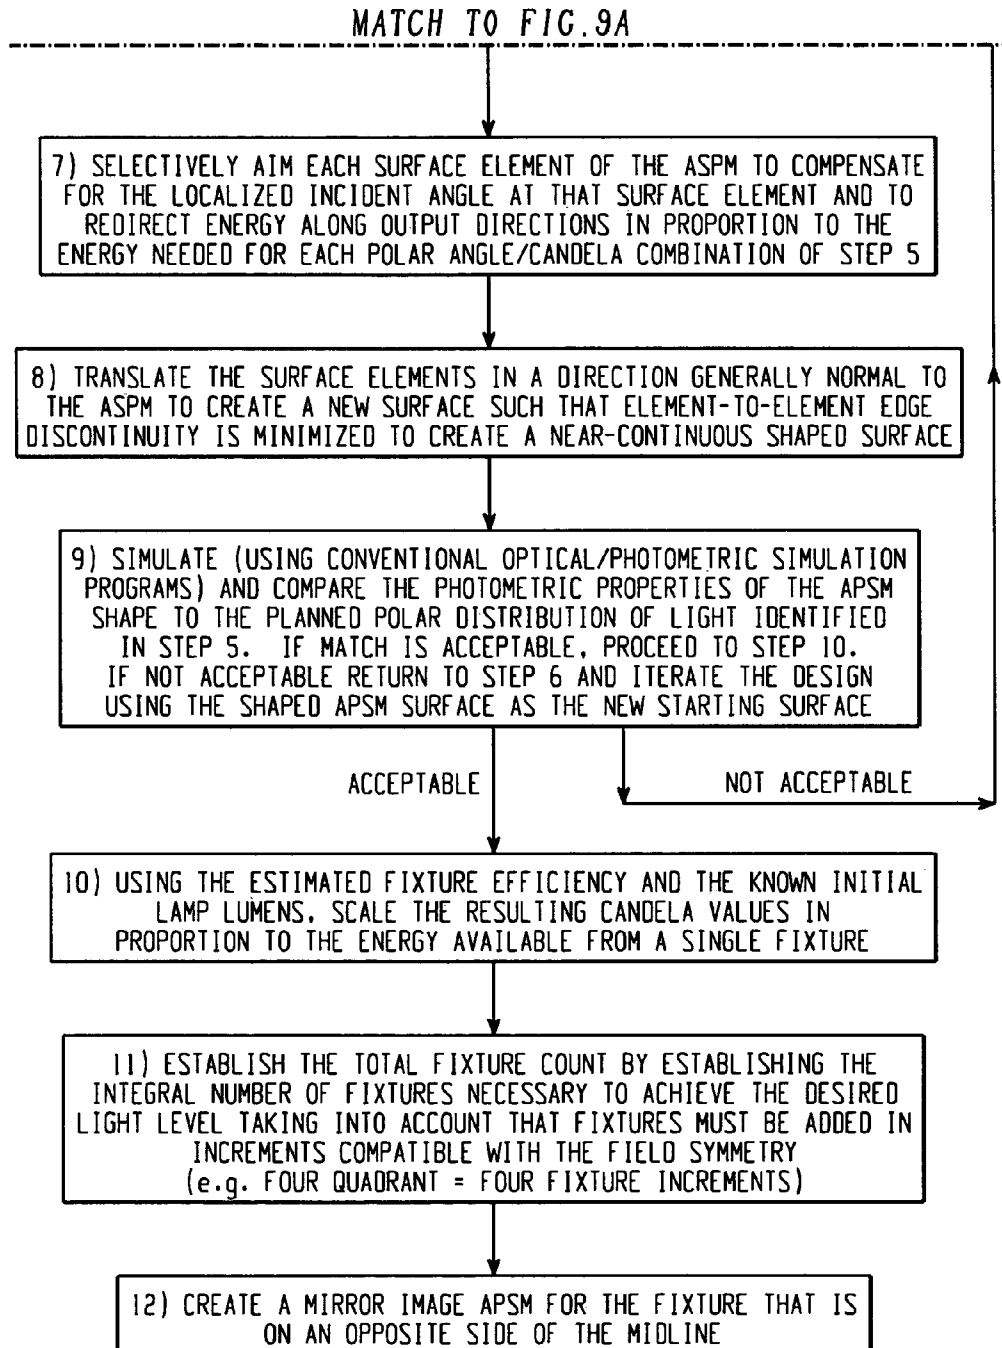 MATCH TO FIG.9A
7) SELECTIVELY AIM EACH SURFACE ELEMENT OF THE ASPM TO COMPENSATE
FOR THE LOCALIZED INCIDENT ANGLE AT THAT SURFACE ELEMENT AND TO
REDIRECT ENERGY ALONG OUTPUT DIRECTIONS IN PROPORTION TO THE
ENERGY NEEDED FOR EACH POLAR ANGLE/CANDELA COMBINATION OF STEP 5
8) TRANSLATE THE SURFACE ELEMENTS IN A DIRECTION GENERALLY NORMAL TO
THE ASPM TO CREATE A NEW SURFACE SUCH THAT ELEMENT-TO-ELEMENT EDGE
DISCONTINUITY IS MINIMIZED TO CREATE A NEAR-CONTINUOUS SHAPED SURFACE
9) SIMULATE (USING CONVENTIONAL OPTICAL/PHOTOMETRIC SIMULATION
PROGRAMS) AND COMPARE THE PHOTOMETRIC PROPERTIES OF THE APSM
SHAPE TO THE PLANNED POLAR DISTRIBUTION OF LIGHT IDENTIFIED
IN STEP 5. IF MATCH IS ACCEPTABLE, PROCEED TO STEP 10.
IF NOT ACCEPTABLE RETURN TO STEP 6 AND ITERATE THE DESIGN
USING THE SHAPED APSM SURFACE AS THE NEW STARTING SURFACE
ACCEPTABLE
NOT ACCEPTABLE
10) USING THE ESTIMATED FIXTURE EFFICIENCY AND THE KNOWN INITIAL
LAMP LUMENS, SCALE THE RESULTING CANDELA VALUES IN
PROPORTION TO THE ENERGY AVAILABLE FROM A SINGLE FIXTURE
11) ESTABLISH THE TOTAL FIXTURE COUNT BY ESTABLISHING THE
INTEGRAL NUMBER OF FIXTURES NECESSARY TO ACHIEVE THE DESIRED
LIGHT LEVEL TAKING INTO ACCOUNT THAT FIXTURES MUST BE ADDED IN
INCREMENTS COMPATIBLE WITH THE FIELD SYMMETRY
(e.g. FOUR QUADRANT = FOUR FIXTURE INCREMENTS)
12) CREATE A MIRROR IMAGE APSM FOR THE FIXTURE THAT IS
ON AN OPPOSITE SIDE OF THE MIDLINE